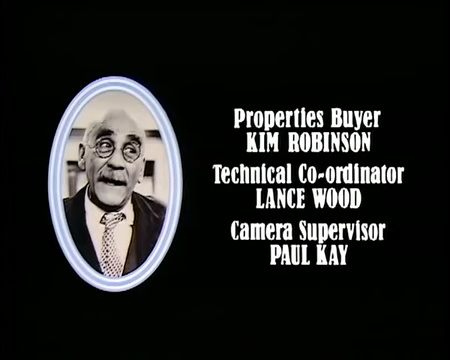 Properties Buyer
KIM ROBINSON
Technical Co-ordinator
LANCE WOOD
Camera Supervisor
PAUL KAY